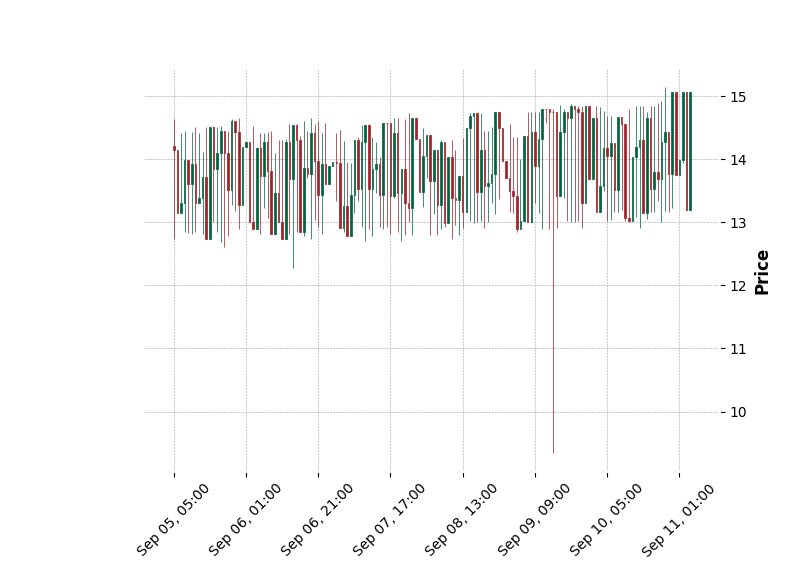 15
14
13
12
11
10
Price
Sep 05, 05:00
Sep 06, 01:00
Sep 06, 21:00
Sep 07, 17:00
Sep 08, 13:00
Sep 09, 09:00
Sep 10, 05:00
Sep 11, 01:00